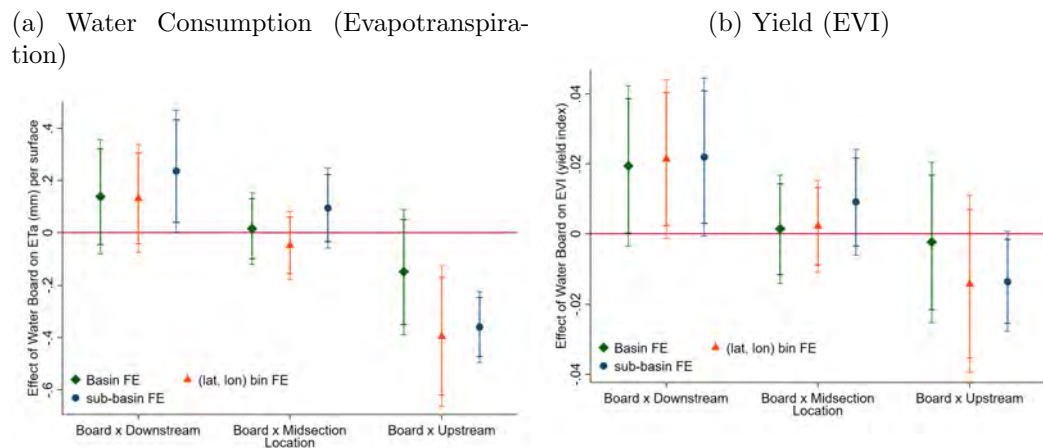 (a) Water Consumption (Evapotranspira-
tion)
Effect of Water Board on ETa (mm) per surface
.4
.2
0
-.2
-.4
-.6
Basin FE
(lat, lon) bin FE
sub-basin FE
Board x Downstream
Board x Midsection
Board x Upstream
Location
(b) Yield (EVI)
Effect of Water Board on EVI (yield index)
.04
.02
0
-.02
-.04
Basin FE
(lat, lon) bin FE
sub-basin FE
Board x Downstream
Board x Midsection
Board x Upstream
Location